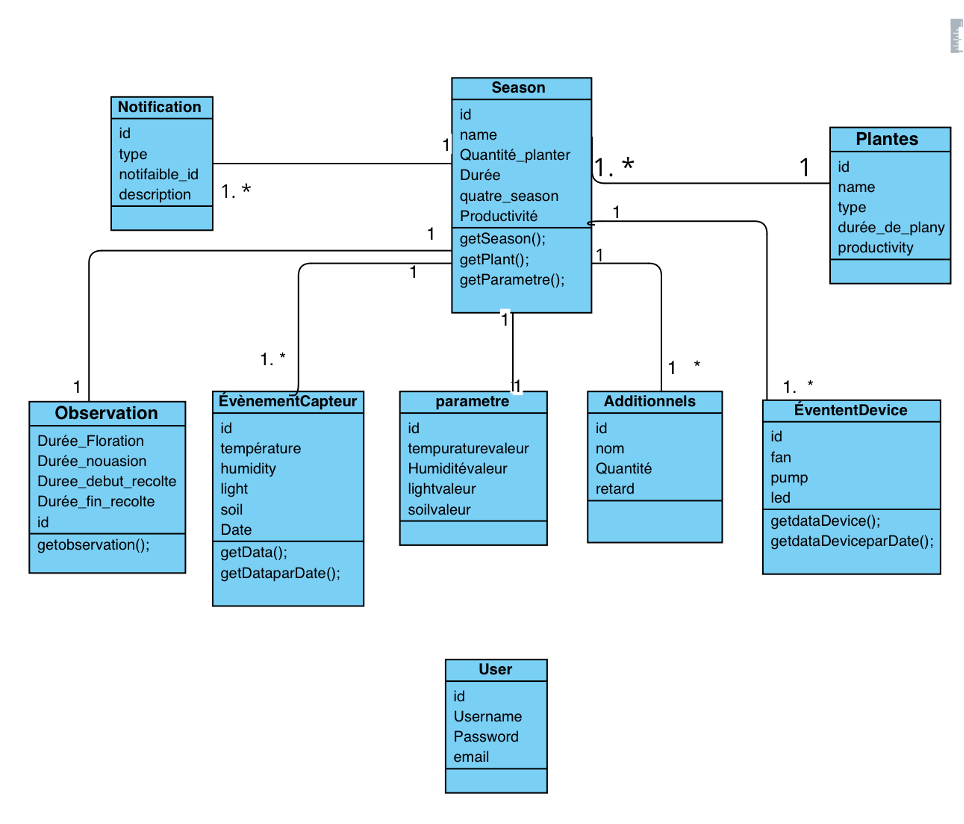 Season
id
name
Quantité_planter
Durée
quatre_season
Productivité
getSeason();
getPlant();
getParametre();
Notification
id
type
notifaible_id
description
1
1. *
Plantes
id
name
type
durée_de_plany
productivity
1. *
1
1
1
1
1
1
1. *
1
1
1 *
1. *
Observation
Durée_Floration
Durée_nouasion
Duree_debut_recolte
Durée_fin_recolte
id
getobservation();
ÉvènementCapteur
id
température
humidity
light
soil
Date
getData();
getDataparDate();
parametre
id
tempuraturevaleur
Humiditévaleur
lightvaleur
soilvaleur
Additionnels
id
nom
Quantité
retard
ÉvententDevice
id
fan
pump
led
getdataDevice();
getdataDeviceparDate();
User
id
Username
Password
email